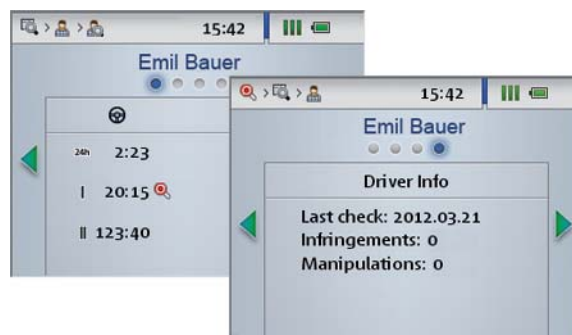 15:42
Emil Bauer
24h 2:23
I 20:15
II 123:40
15:42
Emil Bauer
Driver Info
Last check: 2012.03.21
Infringements: 0
Manipulations: 0